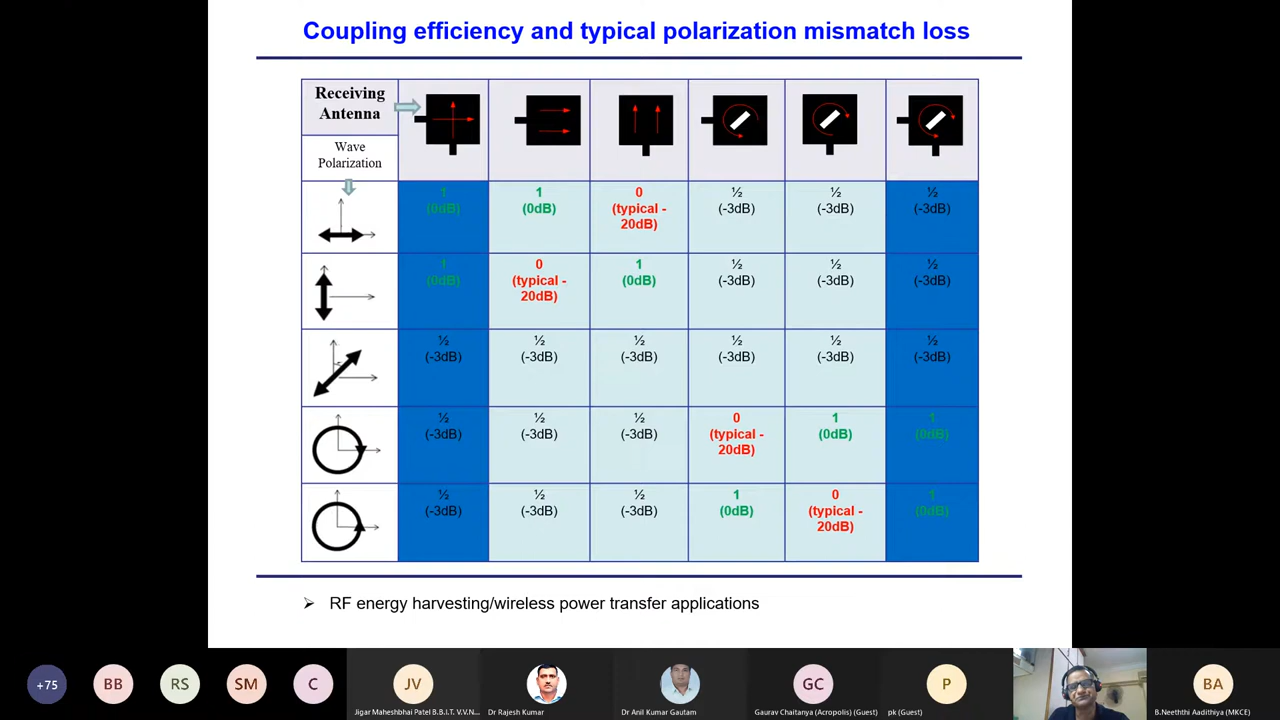 Coupling efficiency and typical polarization mismatch loss
Receiving
Antenna
Wave
Polarization
1
(0dB)
1
(0dB)
0
(typical -
20dB)
½
(-3dB)
½
(-3dB)
½
(-3dB)
1
(0dB)
0
(typical -
20dB)
1
(0dB)
½
(-3dB)
½
(-3dB)
½
(-3dB)
½
(-3dB)
½
(-3dB)
½
(-3dB)
½
(-3dB)
½
(-3dB)
½
(-3dB)
½
(-3dB)
½
(-3dB)
½
(-3dB)
0
(typical -
20dB)
1
(0dB)
1
(0dB)
½
(-3dB)
½
(-3dB)
½
(-3dB)
1
(0dB)
0
(typical -
20dB)
1
(0dB)
RF energy harvesting/wireless power transfer applications
+75
BB
RS
SM
C
JV
GC
P
BA
Jigar Maheshbhai Patel B.B.I.T. V.V.N...
Dr Rajesh Kumar
Dr Anil Kumar Gautam
Gaurav Chaitanya (Acropolis) (Guest)
pk (Guest)
B.Neeththi Aadithiya (MKCE)